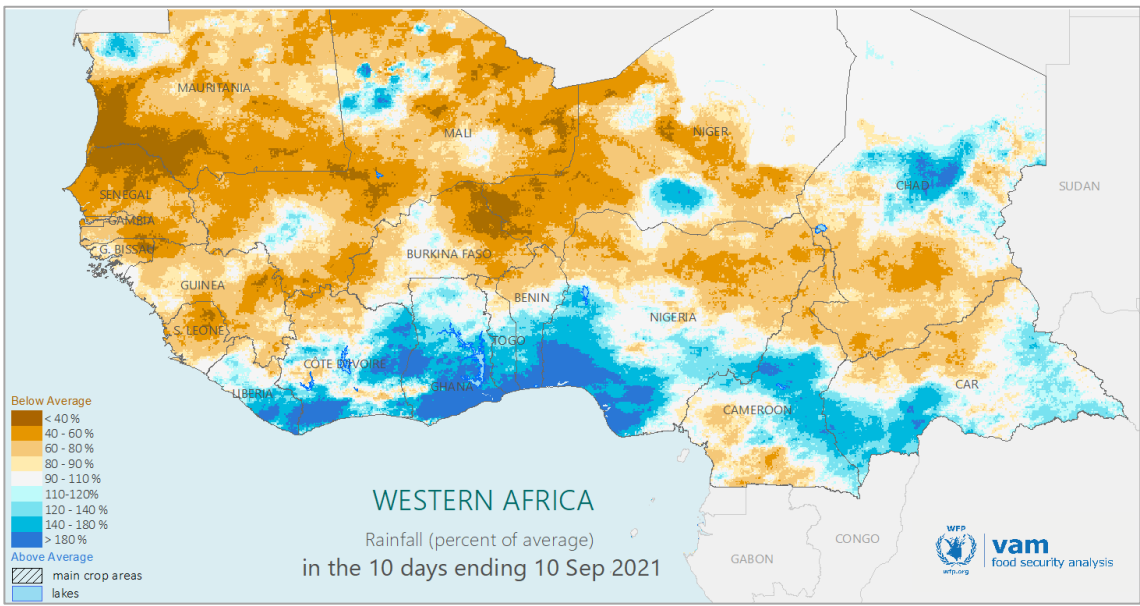 MAURITANIA
MALI
NIGER
CHAD
SUDAN
SENEGAL
GAMBIA
G. BISSAU
BURKINA FASO
GUINEA
BENIN
NIGERIA
S. LEONE
TOGO
CÔTE D'IVOIRE
GHANA
LIBERIA
CAR
CAMEROON
Below Average
< 40 %
40 - 60 %
60 - 80 %
80 - 90 %
90 - 110 %
110-120%
120 - 140 %
140 - 180 %
> 180 %
Above Average
main crop areas
lakes
WESTERN AFRICA
Rainfall (percent of average)
in the 10 days ending 10 Sep 2021
GABON
CONGO
WFP
wfp.org
vam
food security analysis